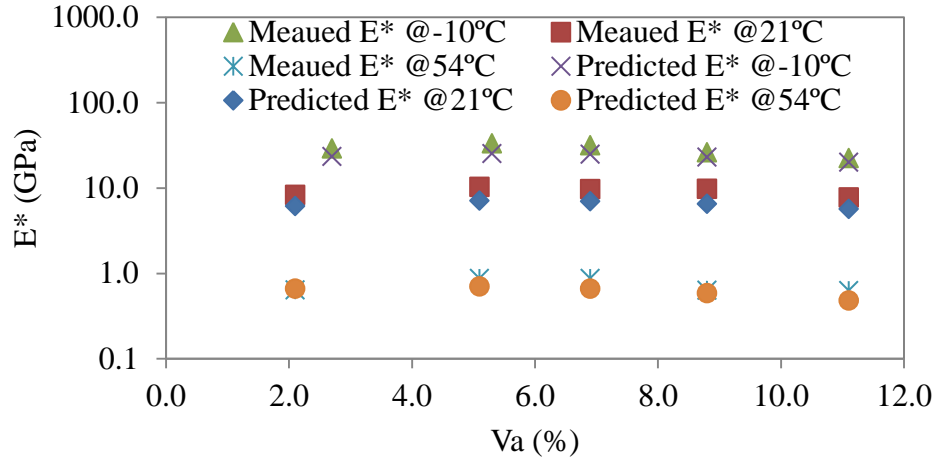 1000.0
Meaued E* @-10ºC Meaued E* @21ºC
Meaued E* @54ºC Predicted E* @-10ºC
Predicted E* @21ºC Predicted E* @54ºC
100.0
10.0
1.0
0.1
E* (GPa)
0.0 2.0 4.0 6.0 8.0 10.0 12.0
Va (%)